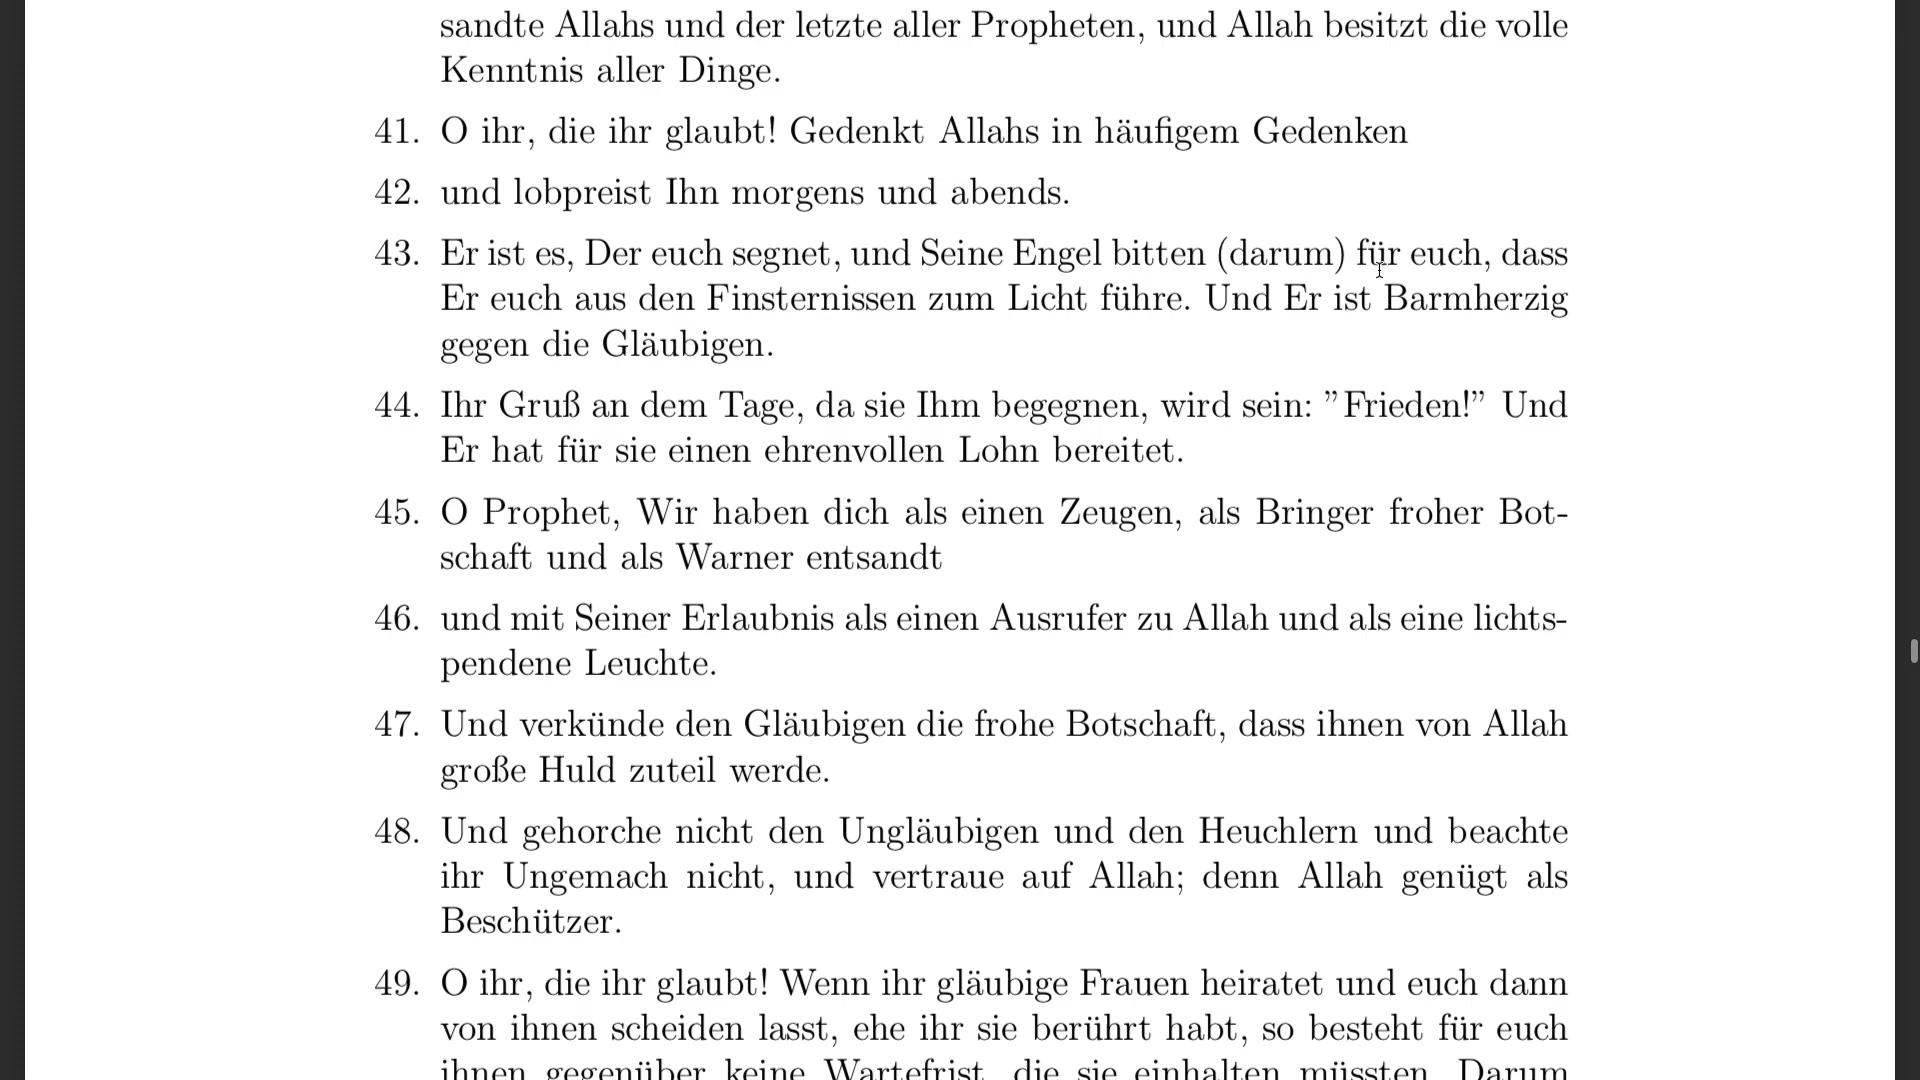 sandte Allahs und der letzte aller Propheten, und Allah besitzt die volle
Kenntnis aller Dinge.
41. O ihr, die ihr glaubt! Gedenkt Allahs in häufigem Gedenken
42. und lobpreist Ihn morgens und abends.
43. Er ist es, Der euch segnet, und Seine Engel bitten (darum) für euch, dass
Er euch aus den Finsternissen zum Licht führe. Und Er ist Barmherzig
gegen die Gläubigen.
44. Ihr Gruß an dem Tage, da sie Ihm begegnen, wird sein: ”Frieden!” Und
Er hat für sie einen ehrenvollen Lohn bereitet.
45. O Prophet, Wir haben dich als einen Zeugen, als Bringer froher Bot-
schaft und als Warner entsandt
46. und mit Seiner Erlaubnis als einen Ausrufer zu Allah und als eine lichts-
pendene Leuchte.
47. Und verkünde den Gläubigen die frohe Botschaft, dass ihnen von Allah
große Huld zuteil werde.
48. Und gehorche nicht den Ungläubigen und den Heuchlern und beachte
ihr Ungemach nicht, und vertraue auf Allah; denn Allah genügt als
Beschützer.
49. O ihr, die ihr glaubt! Wenn ihr gläubige Frauen heiratet und euch dann
von ihnen scheiden lasst, ehe ihr sie berührt habt, so besteht für euch
ihnen gegenüber keine Wartefrist, die sie einhalten müssten. Darum